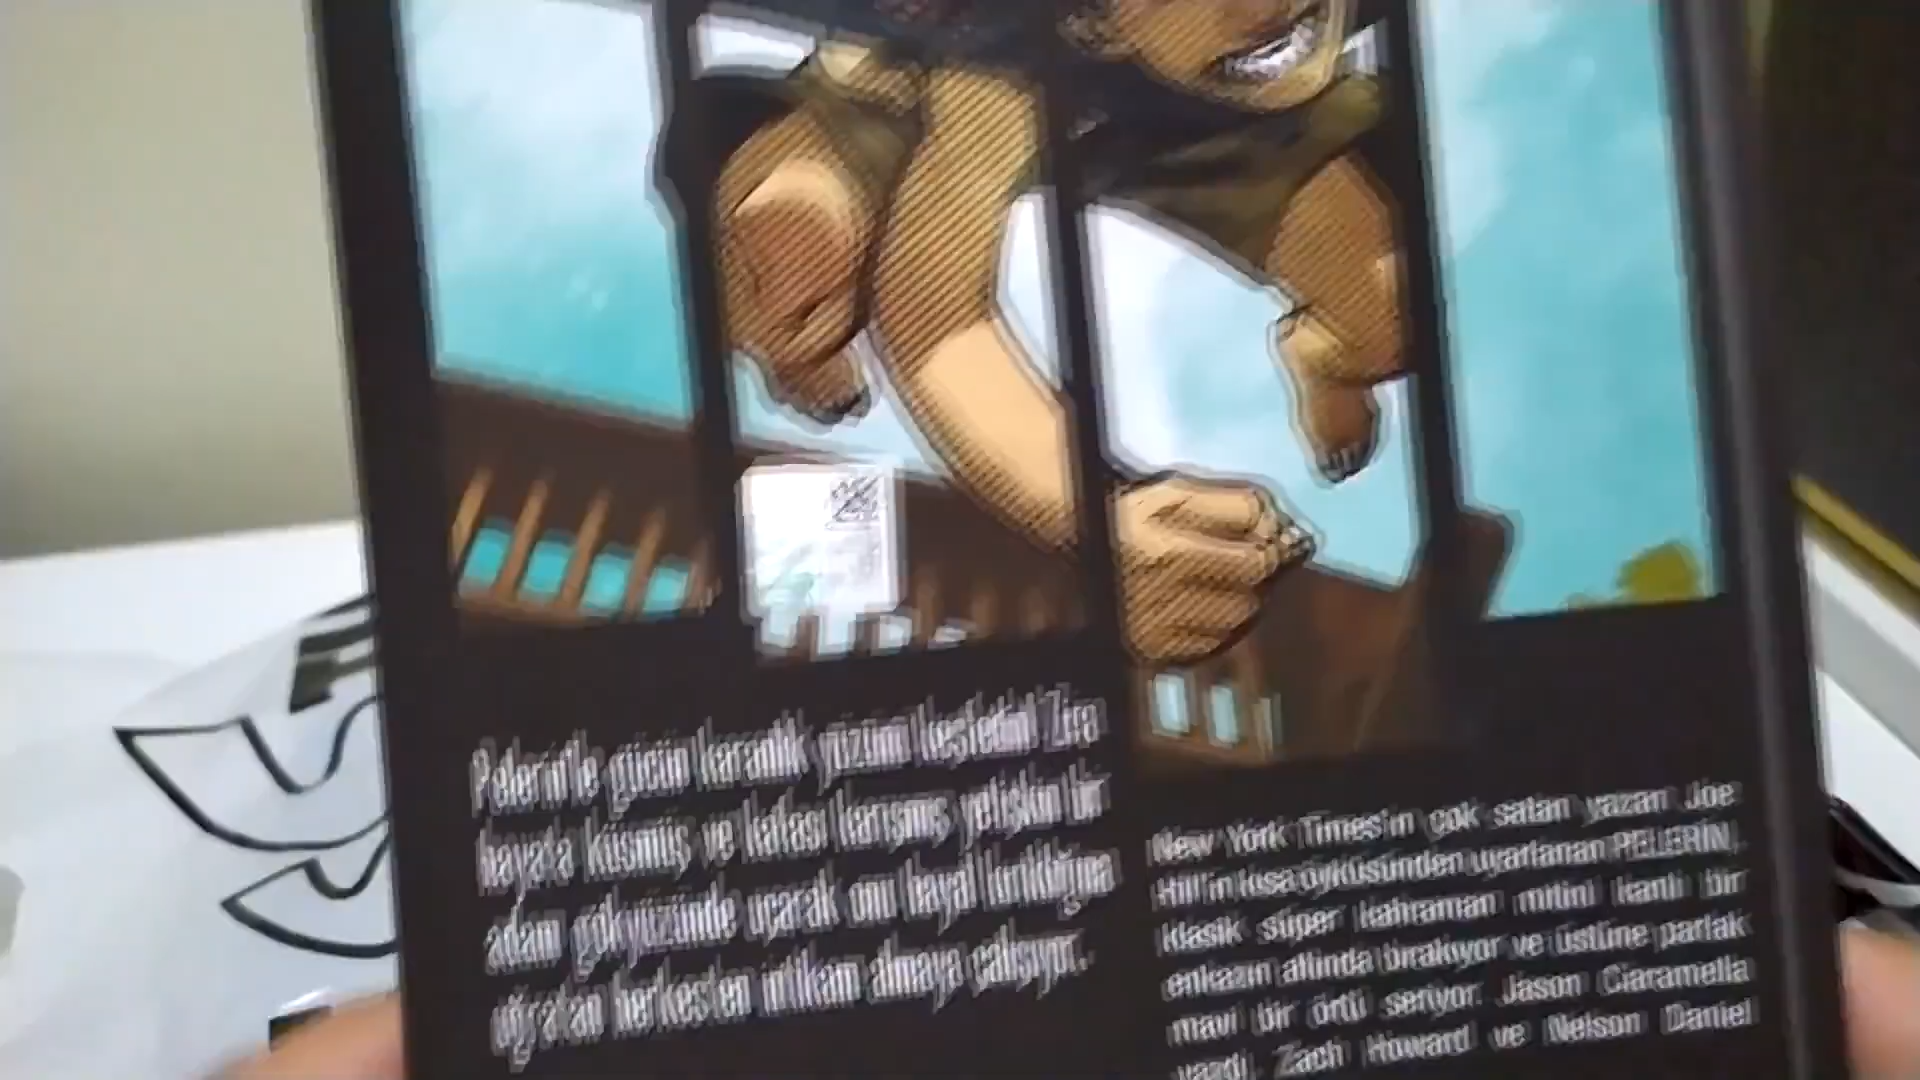 Pelerin'le gücün karanlık yüzünü keşfedin! Zira
hayata küsmüş ve kafası karışmış yetişkin bir
adam gökyüzünde uçarak onu hayal kırıklığına
uğratan herkesten intikam almaya çalışıyor.
New York Times'ın çok satan yazarı Joe
Hill'in kısa öyküsünden uyarlanan PELERİN,
klasik süper kahraman mitini kanlı bir
enkazın altında bırakıyor ve üstüne parlak
mavi bir örtü seriyor. Jason Ciaramella
yazdı, Zach Howard ve Nelson Daniel